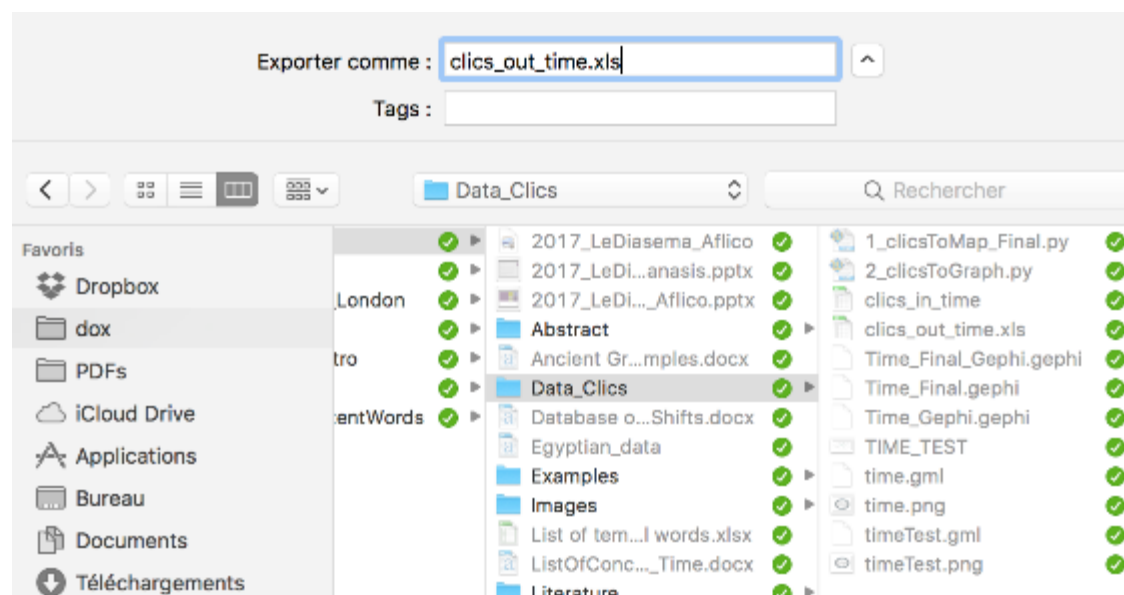 Exporter comme : clics_out_time.xls
Tags :
Data_Clics
Rechercher
Favoris
Dropbox
dox
PDFs
iCloud Drive
Applications
Bureau
Documents
Téléchargements
_London
tro
entWords
2017_LeDiasema_Aflico
2017_LeDi...anasis.pptx
2017_LeDi..._Aflico.pptx
Abstract
Ancient Gr...mples.docx
Data_Clics
Database o...Shifts.docx
Egyptian_data
Examples
Images
List of tem...l words.xlsx
ListOfConc..._Time.docx
Literature
1_clicsToMap_Final.py
2_clicsToGraph.py
clics_in_time
clics_out_time.xls
Time_Final_Gephi.gephi
Time_Final.gephi
Time_Gephi.gephi
TIME_TEST
time.gml
time.png
timeTest.gml
timeTest.png